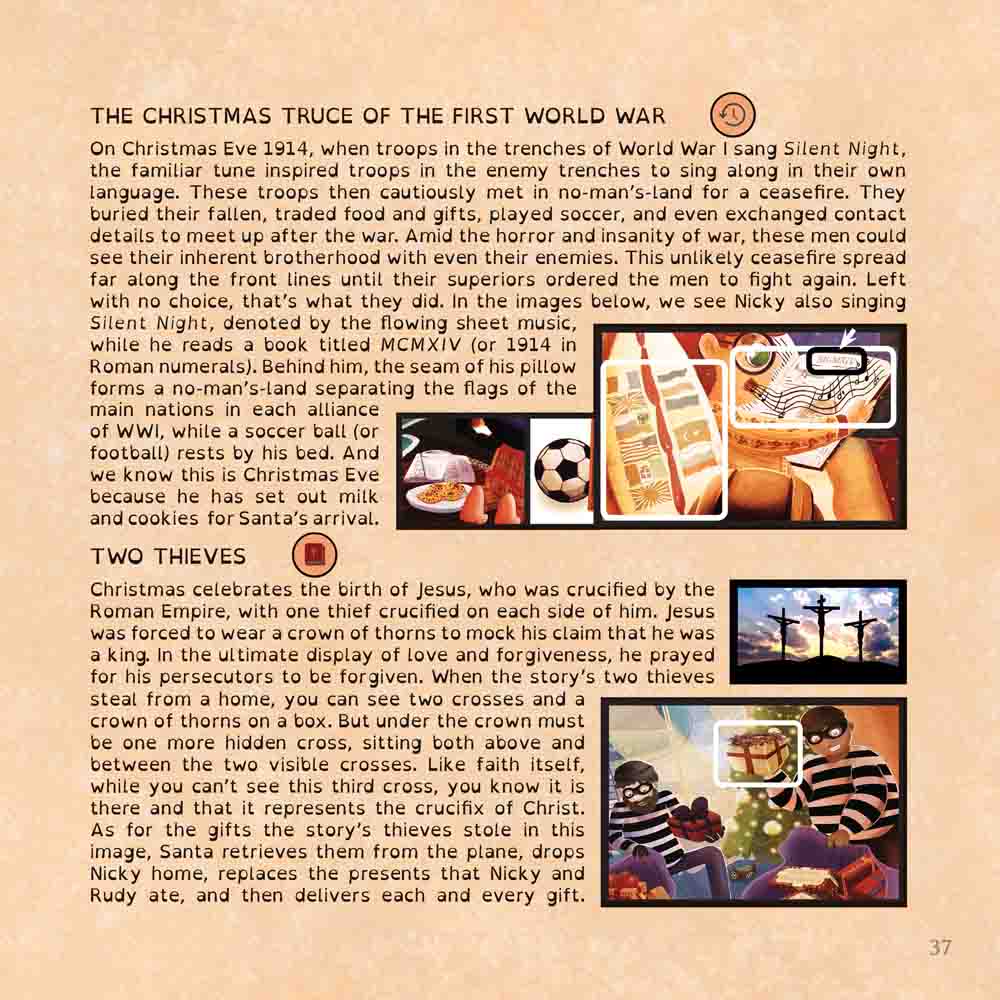 THE CHRISTMAS TRUCE OF THE FIRST WORLD WAR
On Christmas Eve 1914, when troops in the trenches of World War I sang Silent Night,
the familiar tune inspired troops in the enemy trenches to sing along in their own
language. These troops then cautiously met in no-man's-land for a ceasefire. They
buried their fallen, traded food and gifts, played soccer, and even exchanged contact
details to meet up after the war. Amid the horror and insanity of war, these men could
see their inherent brotherhood with even their enemies. This unlikely ceasefire spread
far along the front lines until their superiors ordered the men to fight again. Left
with no choice, that's what they did. In the images below, we see Nicky also singing
Silent Night, denoted by the flowing sheet music,
while he reads a book titled MCMXIV (or 1914 in
Roman numerals). Behind him, the seam of his pillow
forms a no-man's-land separating the flags of the
main nations in each alliance
of WWI, while a soccer ball (or
football) rests by his bed. And
we know this is Christmas Eve
because he has set out milk
and cookies for Santa's arrival.
TWO THIEVES
Christmas celebrates the birth of Jesus, who was crucified by the
Roman Empire, with one thief crucified on each side of him. Jesus
was forced to wear a crown of thorns to mock his claim that he was
a king. In the ultimate display of love and forgiveness, he prayed
for his persecutors to be forgiven. When the story's two thieves
steal from a home, you can see two crosses and a
crown of thorns on a box. But under the crown must
be one more hidden cross, sitting both above and
between the two visible crosses. Like faith itself,
while you can't see this third cross, you know it is
there and that it represents the crucifix of Christ.
As for the gifts the story's thieves stole in this
image, Santa retrieves them from the plane, drops
Nicky home, replaces the presents that Nicky and
Rudy ate, and then delivers each and every gift.
37